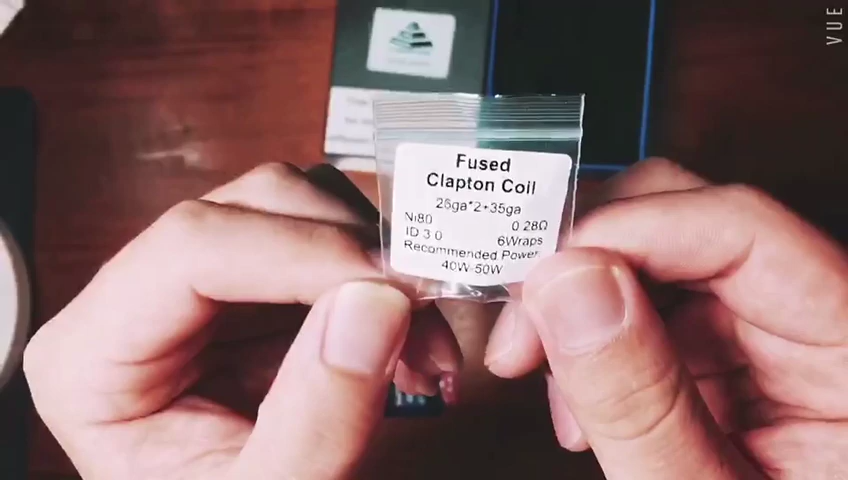 VUE
Fused
Clapton Coil
26ga*2+35ga
Ni80 0.28Ω
ID 3.0 6Wraps
Recommended Power
40W-50W